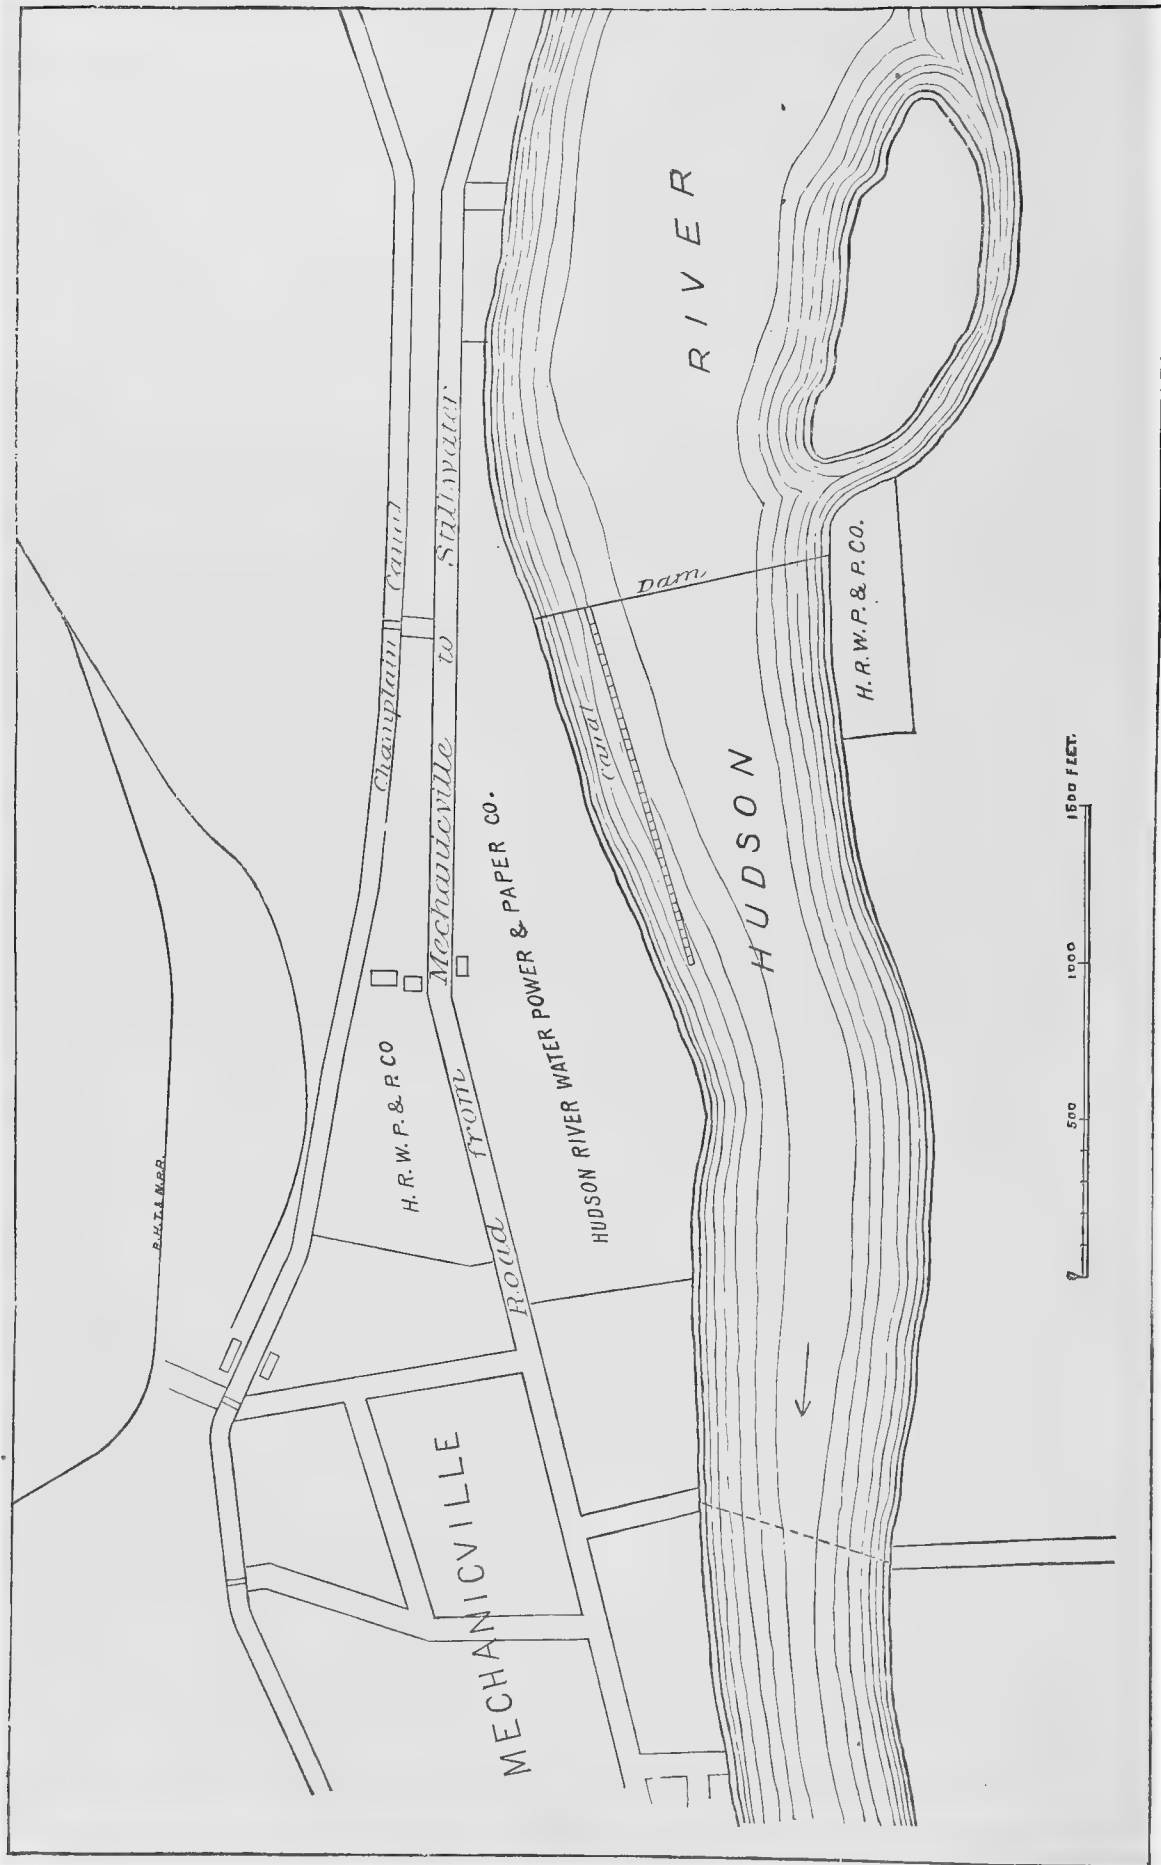 B.H.T. & W.R.R.
Champlain Canal
Road from Mechanicville to Stillwater
H.R.W.P. & P. CO
HUDSON RIVER WATER POWER & PAPER CO.
MECHANICVILLE
Canal
Dam
HUDSON RIVER
H.R.W.P. & P. CO.
0 500 1000 1500 FEET.